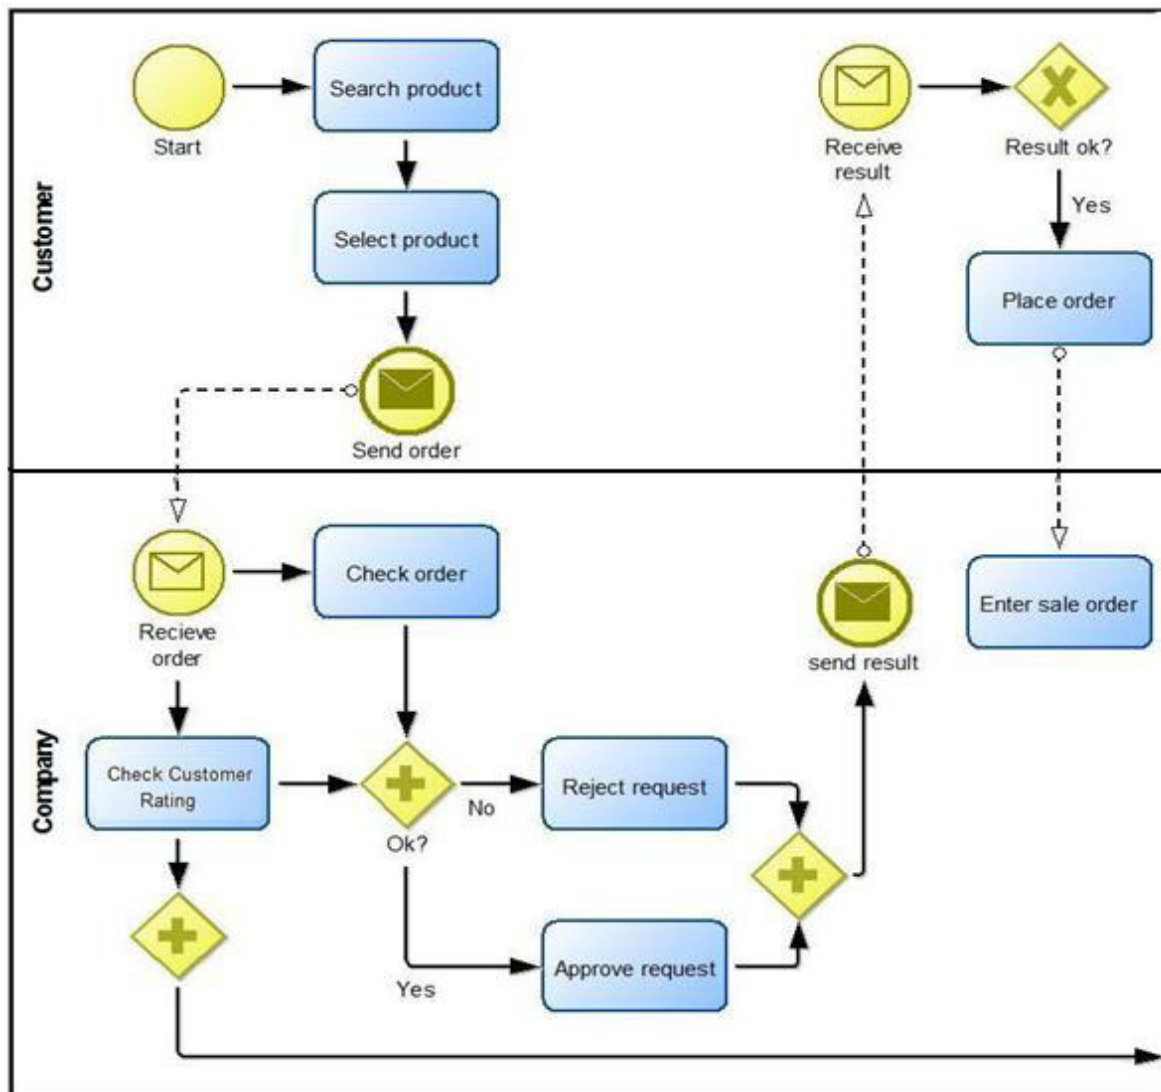 Customer
Start
Search product
Select product
Send order
Receive
result
Result ok?
Yes
Place order
Company
Recieve
order
Check order
Check Customer
Rating
Ok?
No
Yes
Reject request
Approve request
send result
Enter sale order